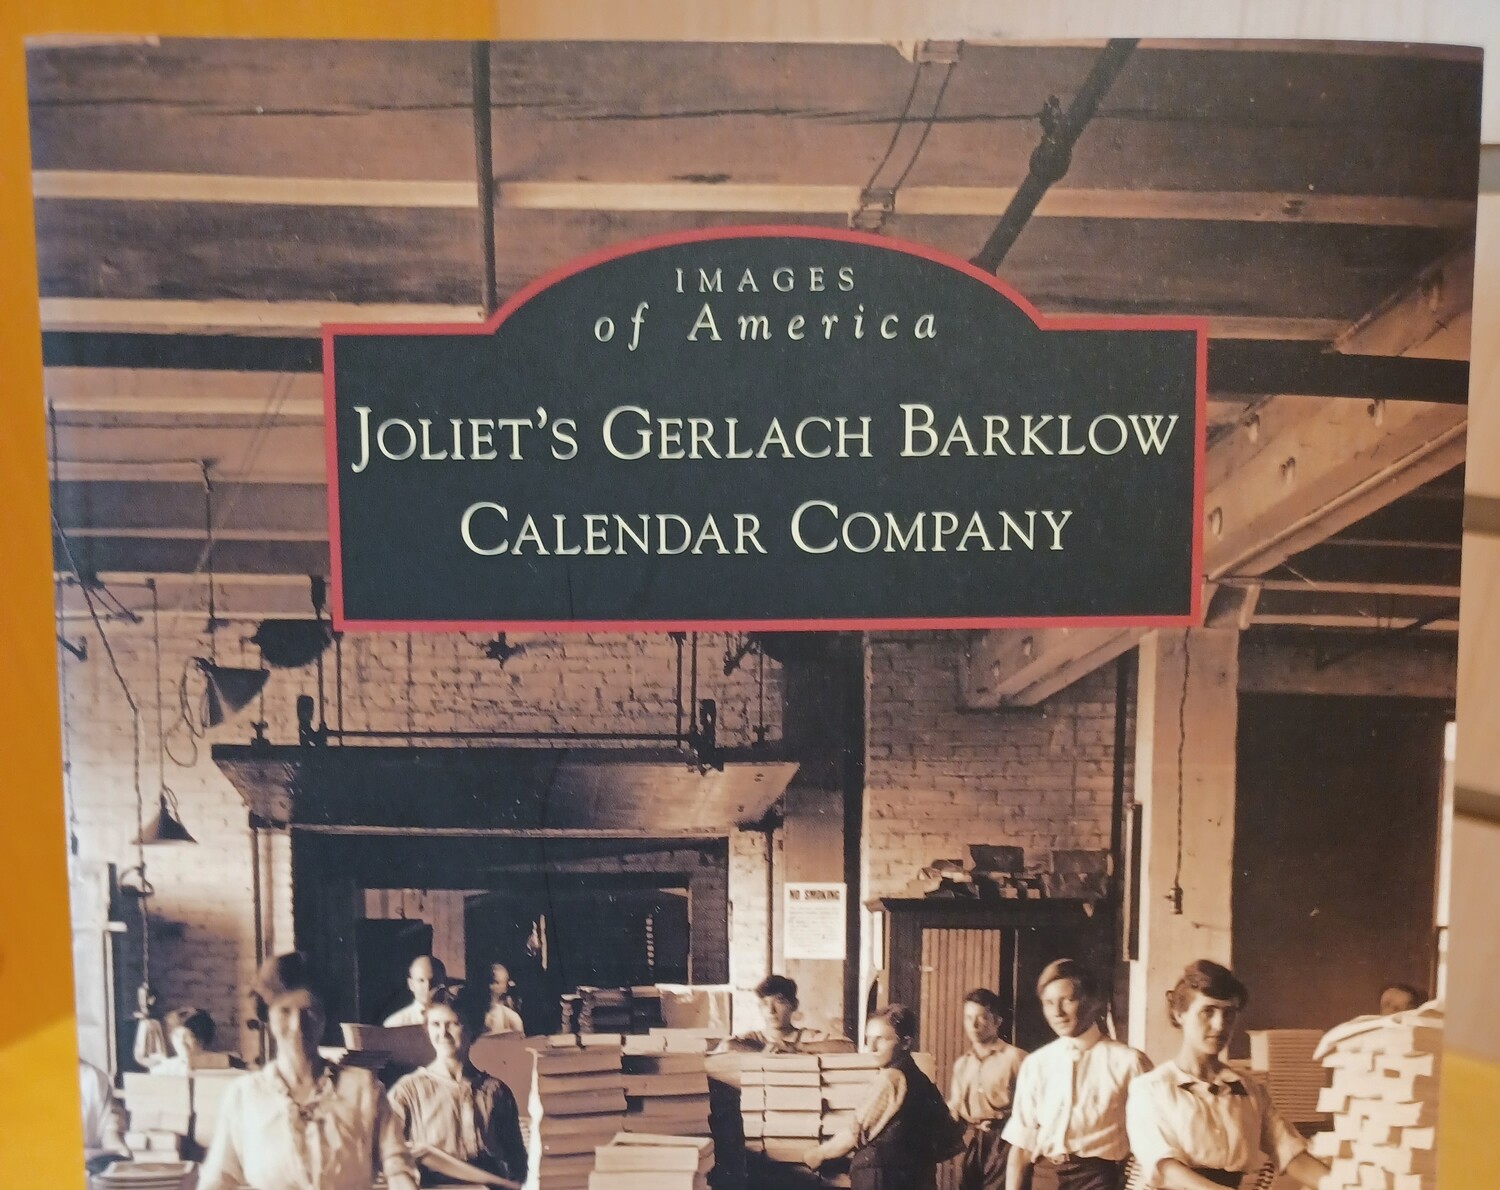 IMAGES
of America
JOLIET'S GERLACH BARKLOW
CALENDAR COMPANY
NO SMOKING